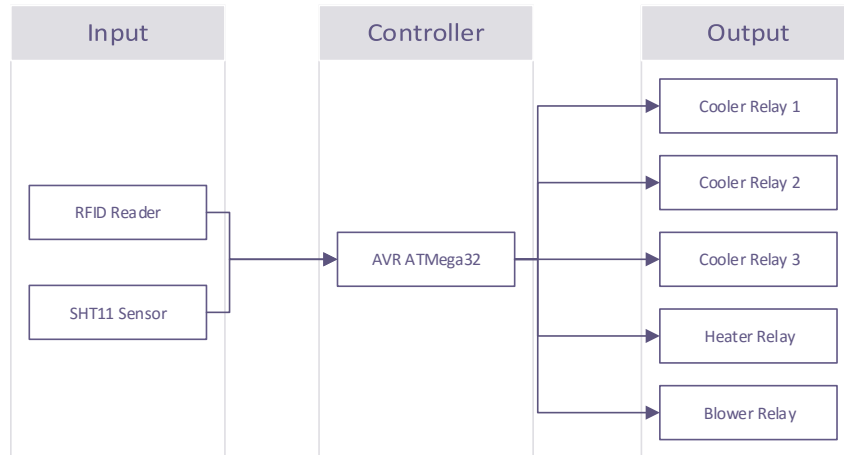 Input
Controller
Output
RFID Reader
SHT11 Sensor
AVR ATMega32
Cooler Relay 1
Cooler Relay 2
Cooler Relay 3
Heater Relay
Blower Relay